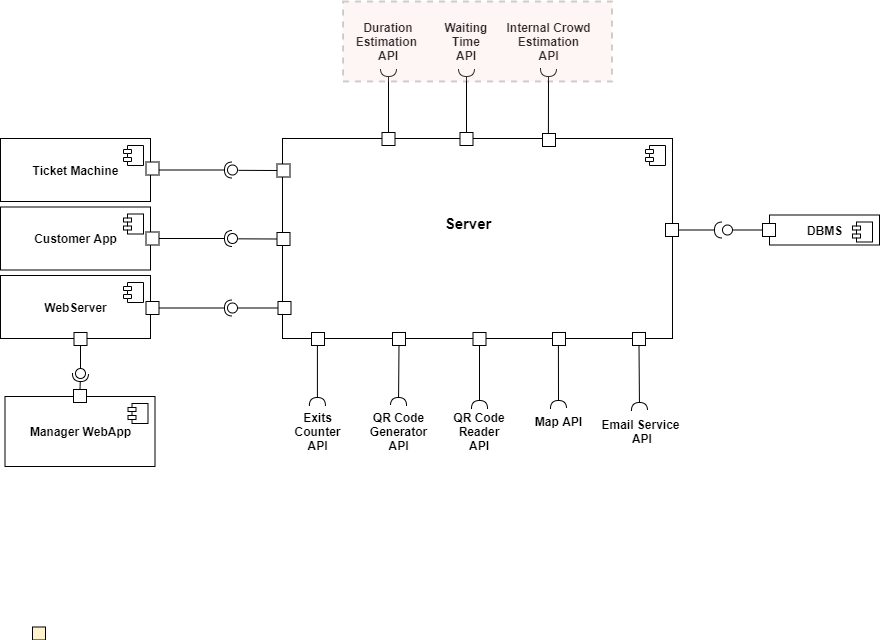 Duration
Estimation
API
Waiting
Time
API
Internal Crowd
Estimation
API
Ticket Machine
Customer App
WebServer
Manager WebApp
Server
DBMS
Exits
Counter
API
QR Code
Generator
API
QR Code
Reader
API
Map API
Email Service
API